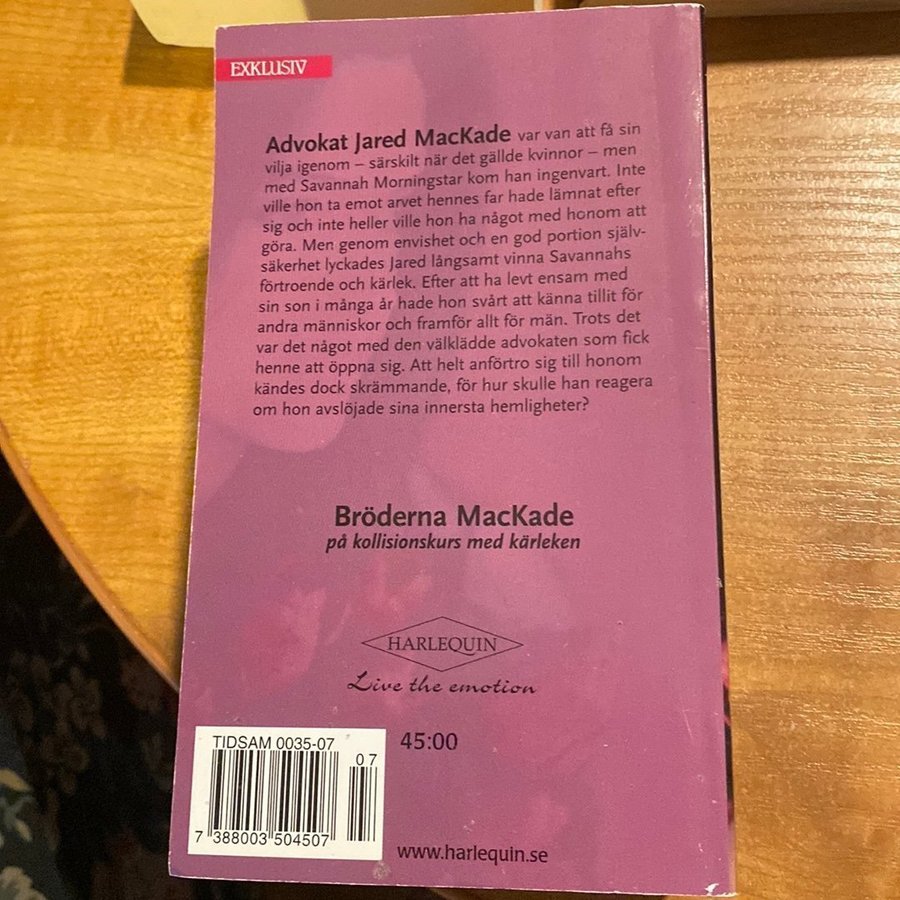 EXKLUSIV
Advokat Jared MacKade var van att få sin
vilja igenom – särskilt när det gällde kvinnor – men
med Savannah Morningstar kom han ingenvart. Inte
ville hon ta emot arvet hennes far hade lämnat efter
sig och inte heller ville hon ha något med honom att
göra. Men genom envishet och en god portion själv-
säkerhet lyckades Jared långsamt vinna Savannahs
förtroende och kärlek. Efter att ha levt ensam med
sin son i många år hade hon svårt att känna tillit för
andra människor och framför allt för män. Trots det
var det något med den välklädde advokaten som fick
henne att öppna sig. Att helt anförtro sig till honom
kändes dock skrämmande, för hur skulle han reagera
om hon avslöjade sina innersta hemligheter?
Bröderna MacKade
på kollisionskurs med kärleken
HARLEQUIN
Live the emotion
TIDSAM 0035-07
07
7 388003 504507
45:00
www.harlequin.se